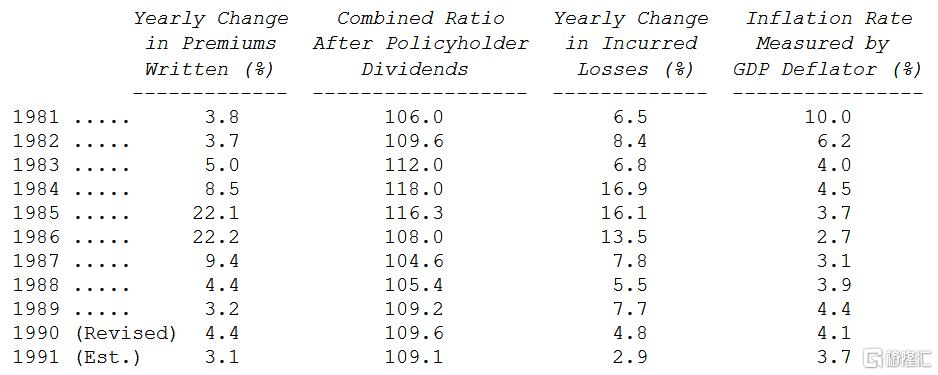 Yearly Change Combined Ratio Yearly Change Inflation Rate
in Premiums After Policyholder in Incurred Measured by
Written (%) Dividends Losses (%) GDP Deflator (%)
------------- ------------------ ------------- ----------------
1981 ..... 3.8 106.0 6.5 10.0
1982 ..... 3.7 109.6 8.4 6.2
1983 ..... 5.0 112.0 6.8 4.0
1984 ..... 8.5 118.0 16.9 4.5
1985 ..... 22.1 116.3 16.1 3.7
1986 ..... 22.2 108.0 13.5 2.7
1987 ..... 9.4 104.6 7.8 3.1
1988 ..... 4.4 105.4 5.5 3.9
1989 ..... 3.2 109.2 7.7 4.4
1990 (Revised) 4.4 109.6 4.8 4.1
1991 (Est.) 3.1 109.1 2.9 3.7
格隆汇